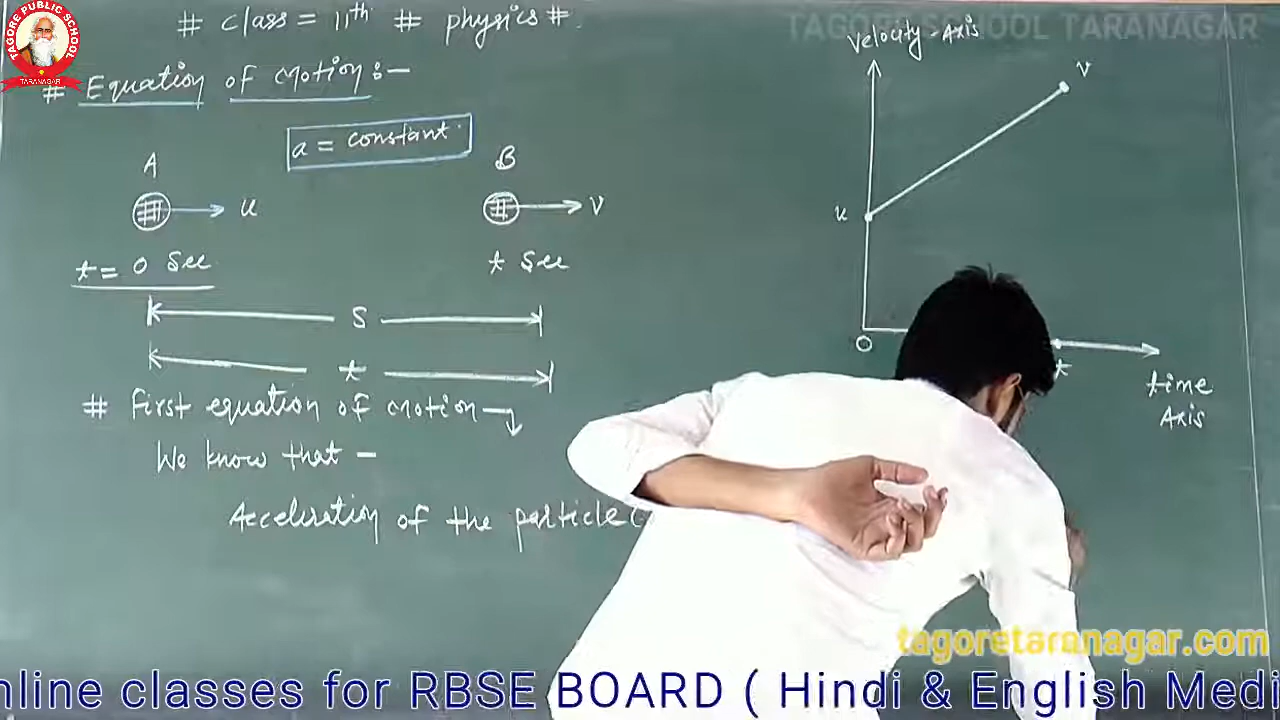 TAGORE PUBLIC SCHOOL
TARANAGAR
# class = 11th # physics #
TAGORE SCHOOL TARANAGAR
# Equation of motion :-
a = constant
A
u
t = 0 Sec
B
v
t Sec
S
t
# First equation of motion
We know that -
Acceleration of the particle (
Velocity - Axis
v
u
O
t
time
Axis
tagoretaranagar.com
nline classes for RBSE BOARD ( Hindi & English Medi